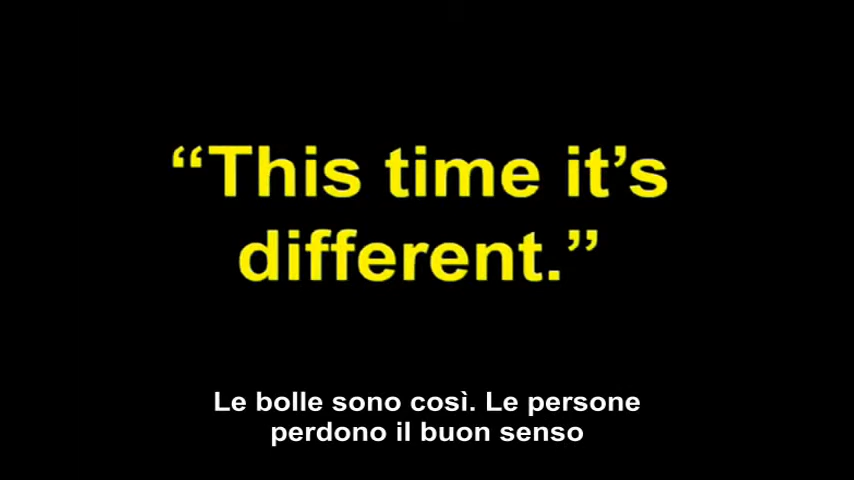 “This time it’s
different.”
Le bolle sono così. Le persone
perdono il buon senso